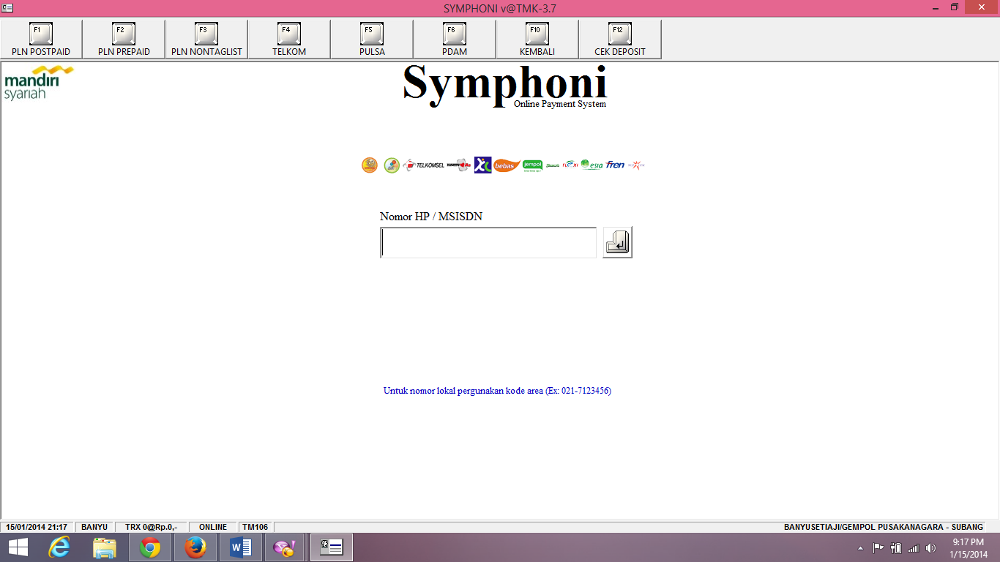 SYMPHONI v@TMK-3.7
F1 F2 F3 F4 F5 F6 F10 F12
PLN POSTPAID PLN PREPAID PLN NONTAGLIST TELKOM PULSA PDAM KEMBALI CEK DEPOSIT
mandiri
syariah
Symphoni
Online Payment System
TELKOMSEL KARTU As XL bebas jempol FLEXI esia fren
Nomor HP / MSISDN
Untuk nomor lokal pergunakan kode area (Ex: 021-7123456)
15/01/2014 21:17 BANYU TRX 0@Rp.0,- ONLINE TM106 BANYUSETIAJI/GEMPOL PUSAKANAGARA - SUBANG
9:17 PM
1/15/2014